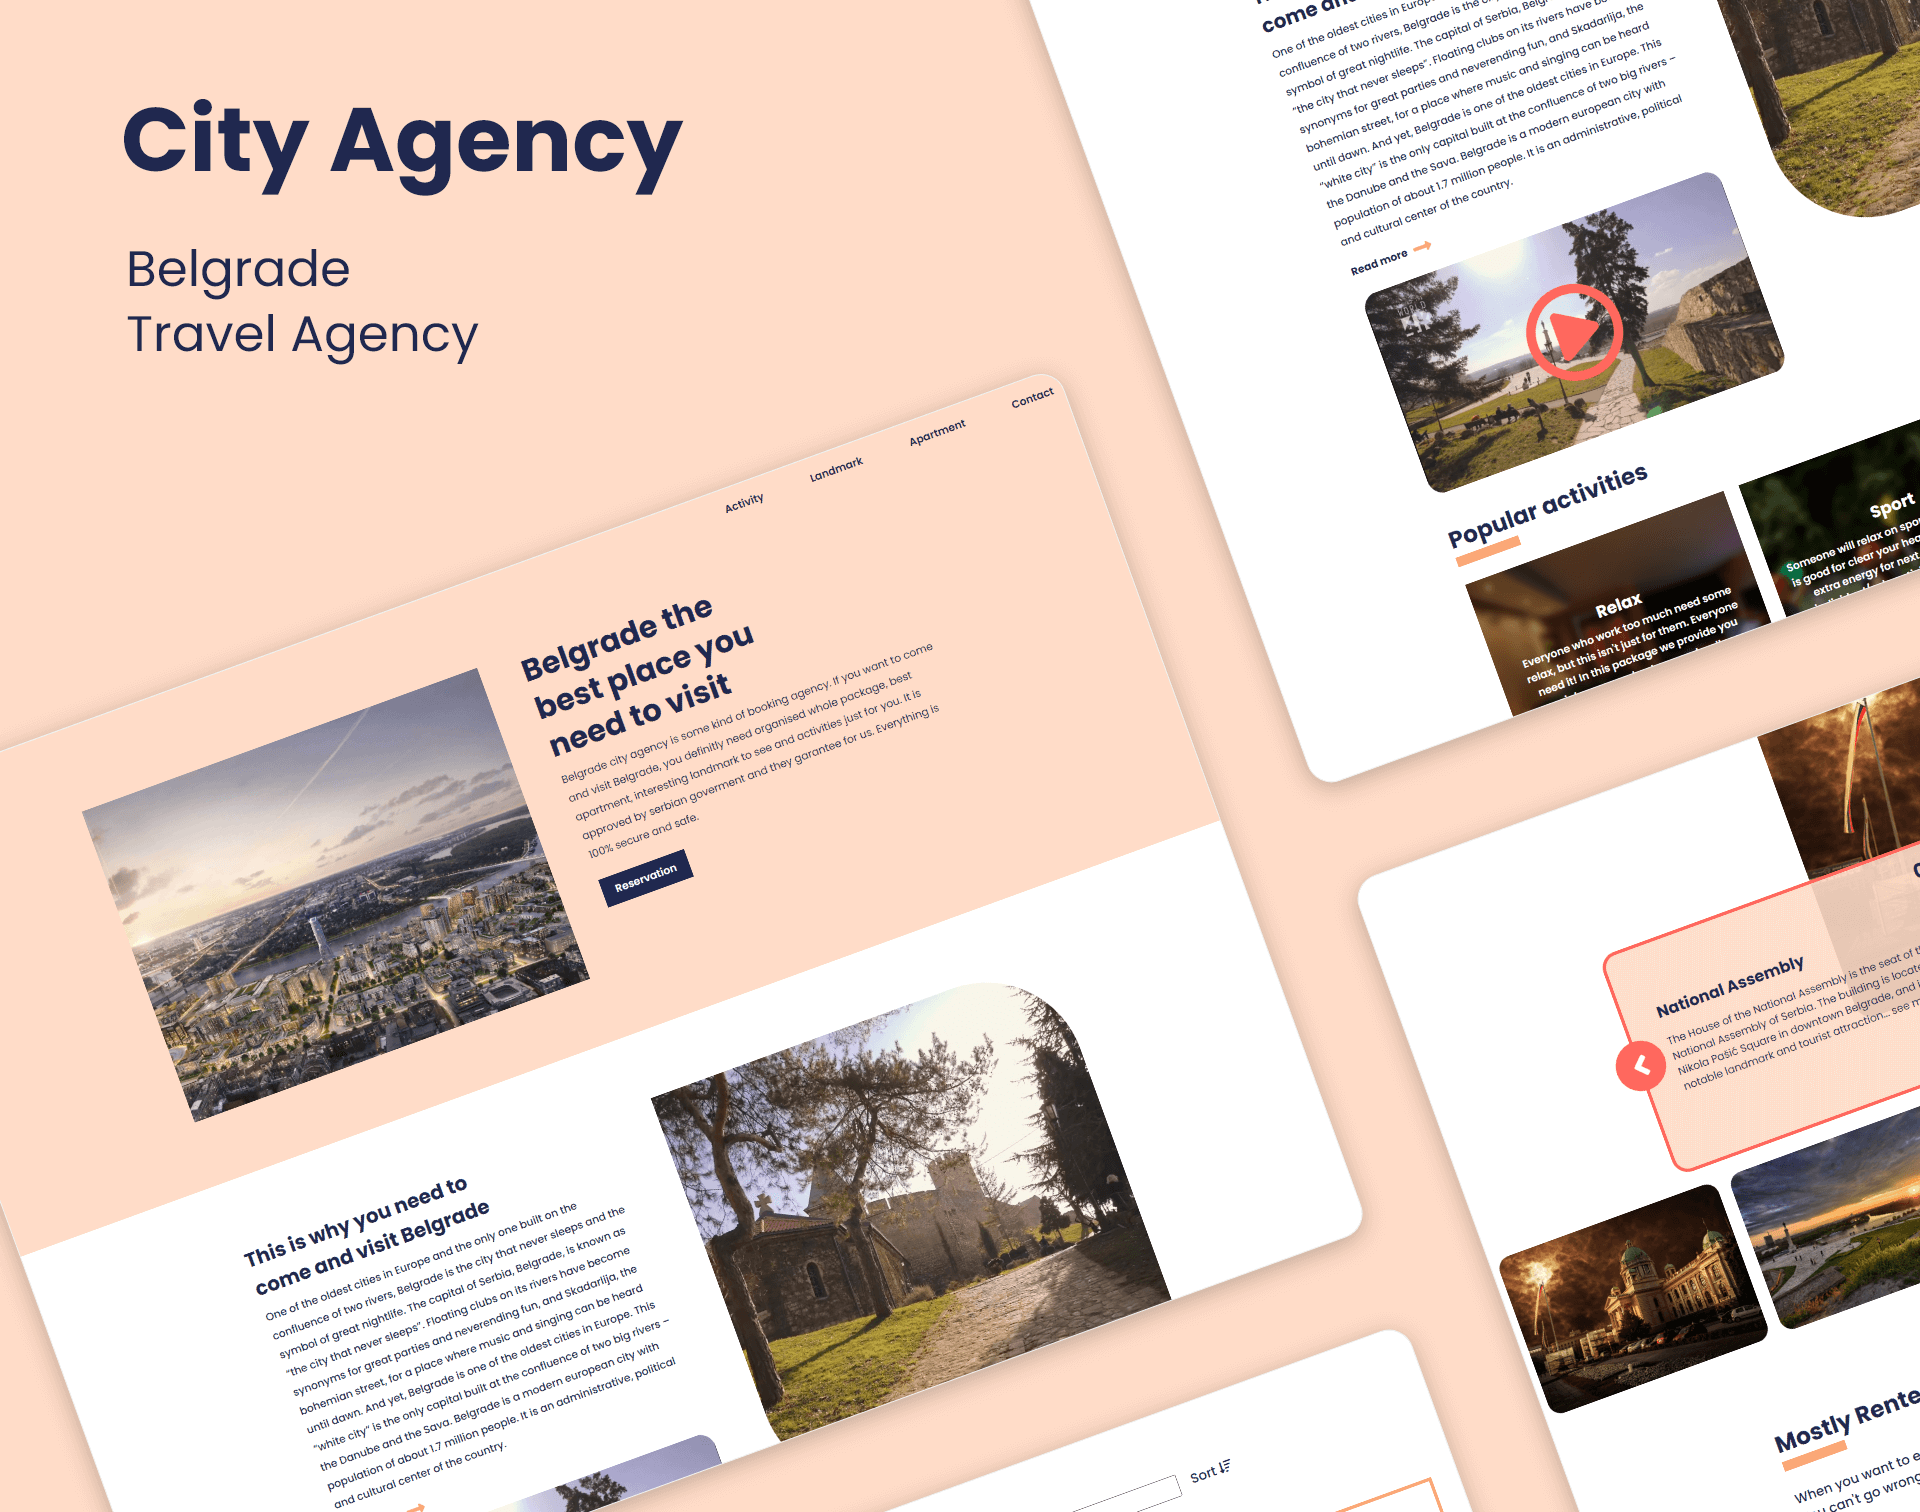 City Agency
Belgrade
Travel Agency
Activity
Landmark
Apartment
Contact
Belgrade the
best place you
need to visit
Belgrade city agency is some kind of booking agency. If you want to come
and visit Belgrade, you definitly need organised whole package, best
apartment, interesting landmark to see and activities just for you. It is
approved by serbian goverment and they garantee for us. Everything is
100% secure and safe.
Reservation
This is why you need to
come and visit Belgrade
One of the oldest cities in Europe and the only one built on the
confluence of two rivers, Belgrade is the city that never sleeps and the
symbol of great nightlife. The capital of Serbia, Belgrade, is known as
"the city that never sleeps". Floating clubs on its rivers have become
synonyms for great parties and neverending fun, and Skadarlija, the
bohemian street, for a place where music and singing can be heard
until dawn. And yet, Belgrade is one of the oldest cities in Europe. This
"white city" is the only capital built at the confluence of two big rivers –
the Danube and the Sava. Belgrade is a modern european city with
population of about 1.7 million people. It is an administrative, political
and cultural center of the country.
come and
One of the oldest cities in Europe
confluence of two rivers, Belgrade is the
symbol of great nightlife. The capital of Serbia,
"the city that never sleeps". Floating clubs on its rivers have
synonyms for great parties and neverending fun, and Skadarlija, the
bohemian street, for a place where music and singing can be heard
until dawn. And yet, Belgrade is one of the oldest cities in Europe. This
"white city" is the only capital built at the confluence of two big rivers –
the Danube and the Sava. Belgrade is a modern european city with
population of about 1.7 million people. It is an administrative, political
and cultural center of the country.
Read more
WORLD
Popular activities
Relax
Everyone who work too much need some
relax, but this isn't just for them. Everyone
need it! In this package we provide you
Sport
Someone will relax on
is good for clear your
extra energy for next
National Assembly
The House of the National Assembly is the seat of
National Assembly of Serbia. The building is
Nikola Pašić Square in downtown Belgrade, and
notable landmark and tourist attraction... see
Mostly
When you want to
can't go wrong
Sort